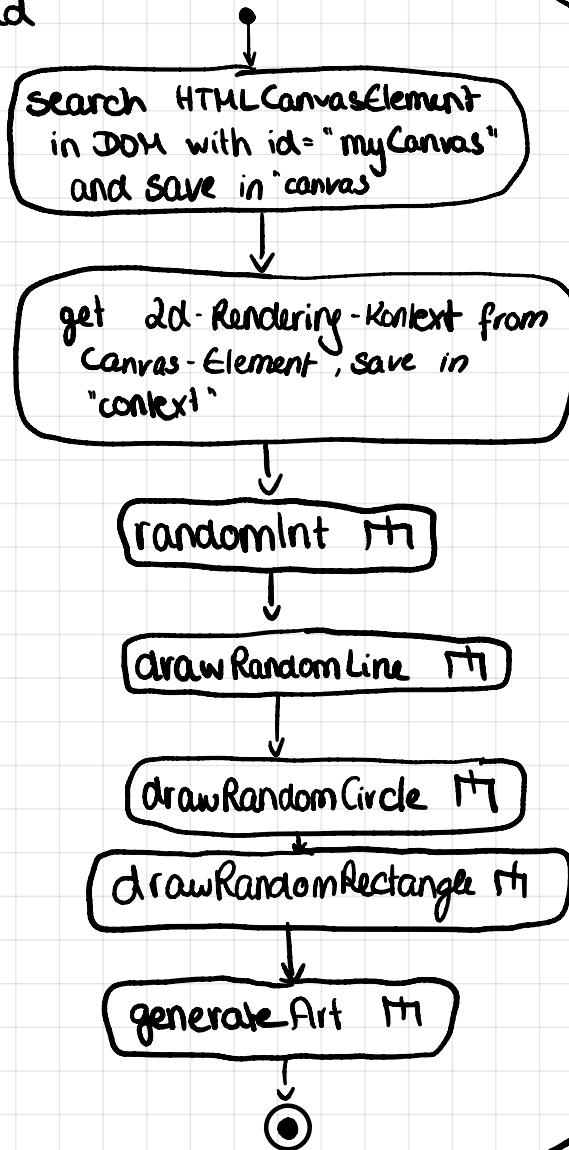 d
search HTMLCanvasElement
in DOM with id="myCanvas"
and save in "canvas"
get 2d-Rendering-Kontext from
Canvas-Element, save in
"context"
randomInt
drawRandomLine
drawRandomCircle
drawRandomRectangle
generateArt